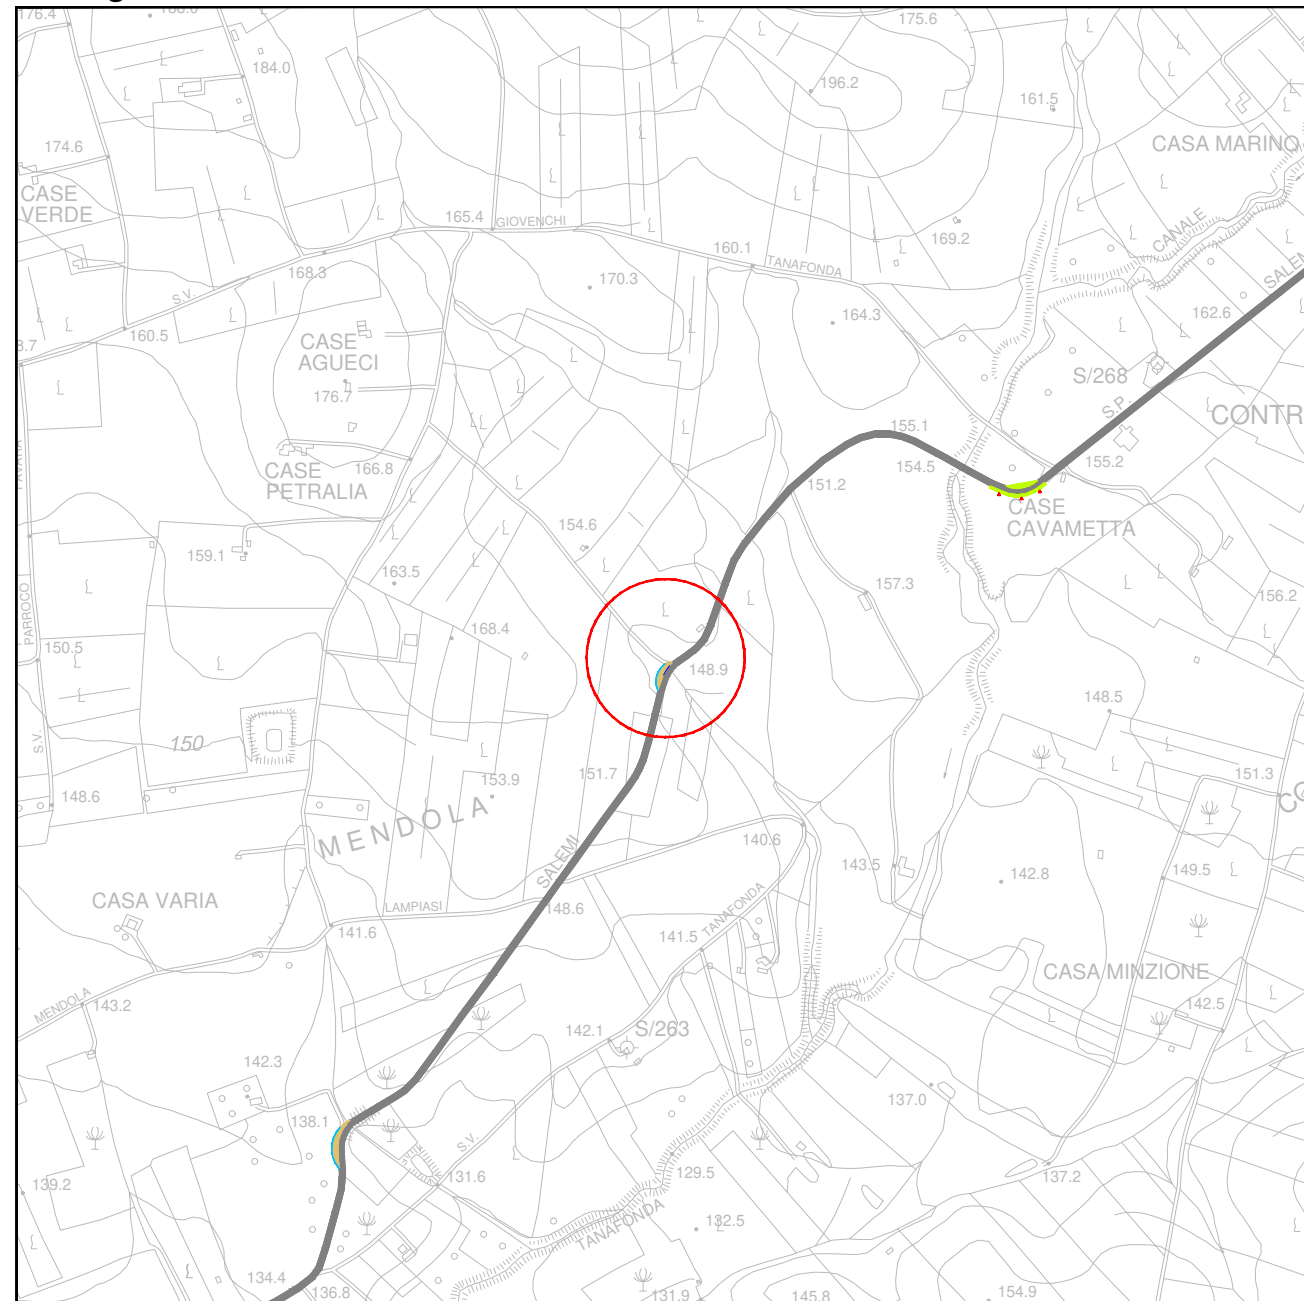 176.4
186.0
175.6
184.0
196.2
161.5
174.6
CASA MARINO
CASE
VERDE
165.4
GIOVENCHI
CANALE
169.2
160.1
TANAFONDA
168.3
170.3
S.V.
162.6
164.3
160.5
CASE
AGUECI
S/268
176.7
S.P.
CONTR
155.1
166.8
154.5
155.2
CASE
PETRALIA
151.2
CASE
CAVAMETTA
154.6
159.1
163.5
157.3
156.2
PARROCO
168.4
150.5
148.9
148.5
S.V.
150
151.7
151.3
153.9
148.6
MENDOLA
140.6
SALEMI
143.5
149.5
142.8
CASA VARIA
LAMPIASI
148.6
TANAFONDA
141.6
141.5
CASA MINZIONE
MENDOLA
143.2
142.5
142.1
S/263
142.3
137.0
138.1
S.V.
131.6
129.5
137.2
139.2
TANAFONDA
132.5
134.4
136.8
131.9
145.8
154.9